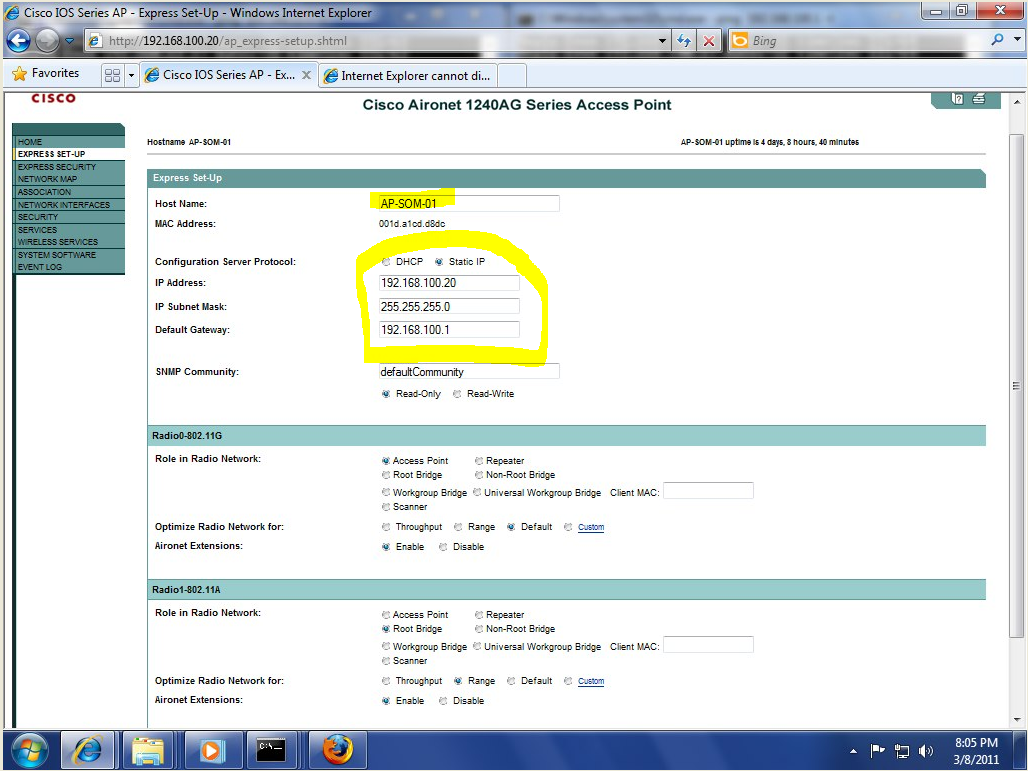 Cisco IOS Series AP - Express Set-Up - Windows Internet Explorer
http://192.168.100.20/ap_express-setup.shtml
Bing
Favorites
Cisco IOS Series AP - Ex...
Internet Explorer cannot di...
CISCO
Cisco Aironet 1240AG Series Access Point
HOME
EXPRESS SET-UP
EXPRESS SECURITY
NETWORK MAP
ASSOCIATION
NETWORK INTERFACES
SECURITY
SERVICES
WIRELESS SERVICES
SYSTEM SOFTWARE
EVENT LOG
Hostname AP-SOM-01
AP-SOM-01 uptime is 4 days, 8 hours, 40 minutes
Express Set-Up
Host Name: AP-SOM-01
MAC Address: 001d.a1cd.d8dc
Configuration Server Protocol: DHCP Static IP
IP Address: 192.168.100.20
IP Subnet Mask: 255.255.255.0
Default Gateway: 192.168.100.1
SNMP Community: defaultCommunity
Read-Only Read-Write
Radio0-802.11G
Role in Radio Network: Access Point Repeater
Root Bridge Non-Root Bridge
Workgroup Bridge Universal Workgroup Bridge Client MAC:
Scanner
Optimize Radio Network for: Throughput Range Default Custom
Aironet Extensions: Enable Disable
Radio1-802.11A
Role in Radio Network: Access Point Repeater
Root Bridge Non-Root Bridge
Workgroup Bridge Universal Workgroup Bridge Client MAC:
Scanner
Optimize Radio Network for: Throughput Range Default Custom
Aironet Extensions: Enable Disable
8:05 PM
3/8/2011